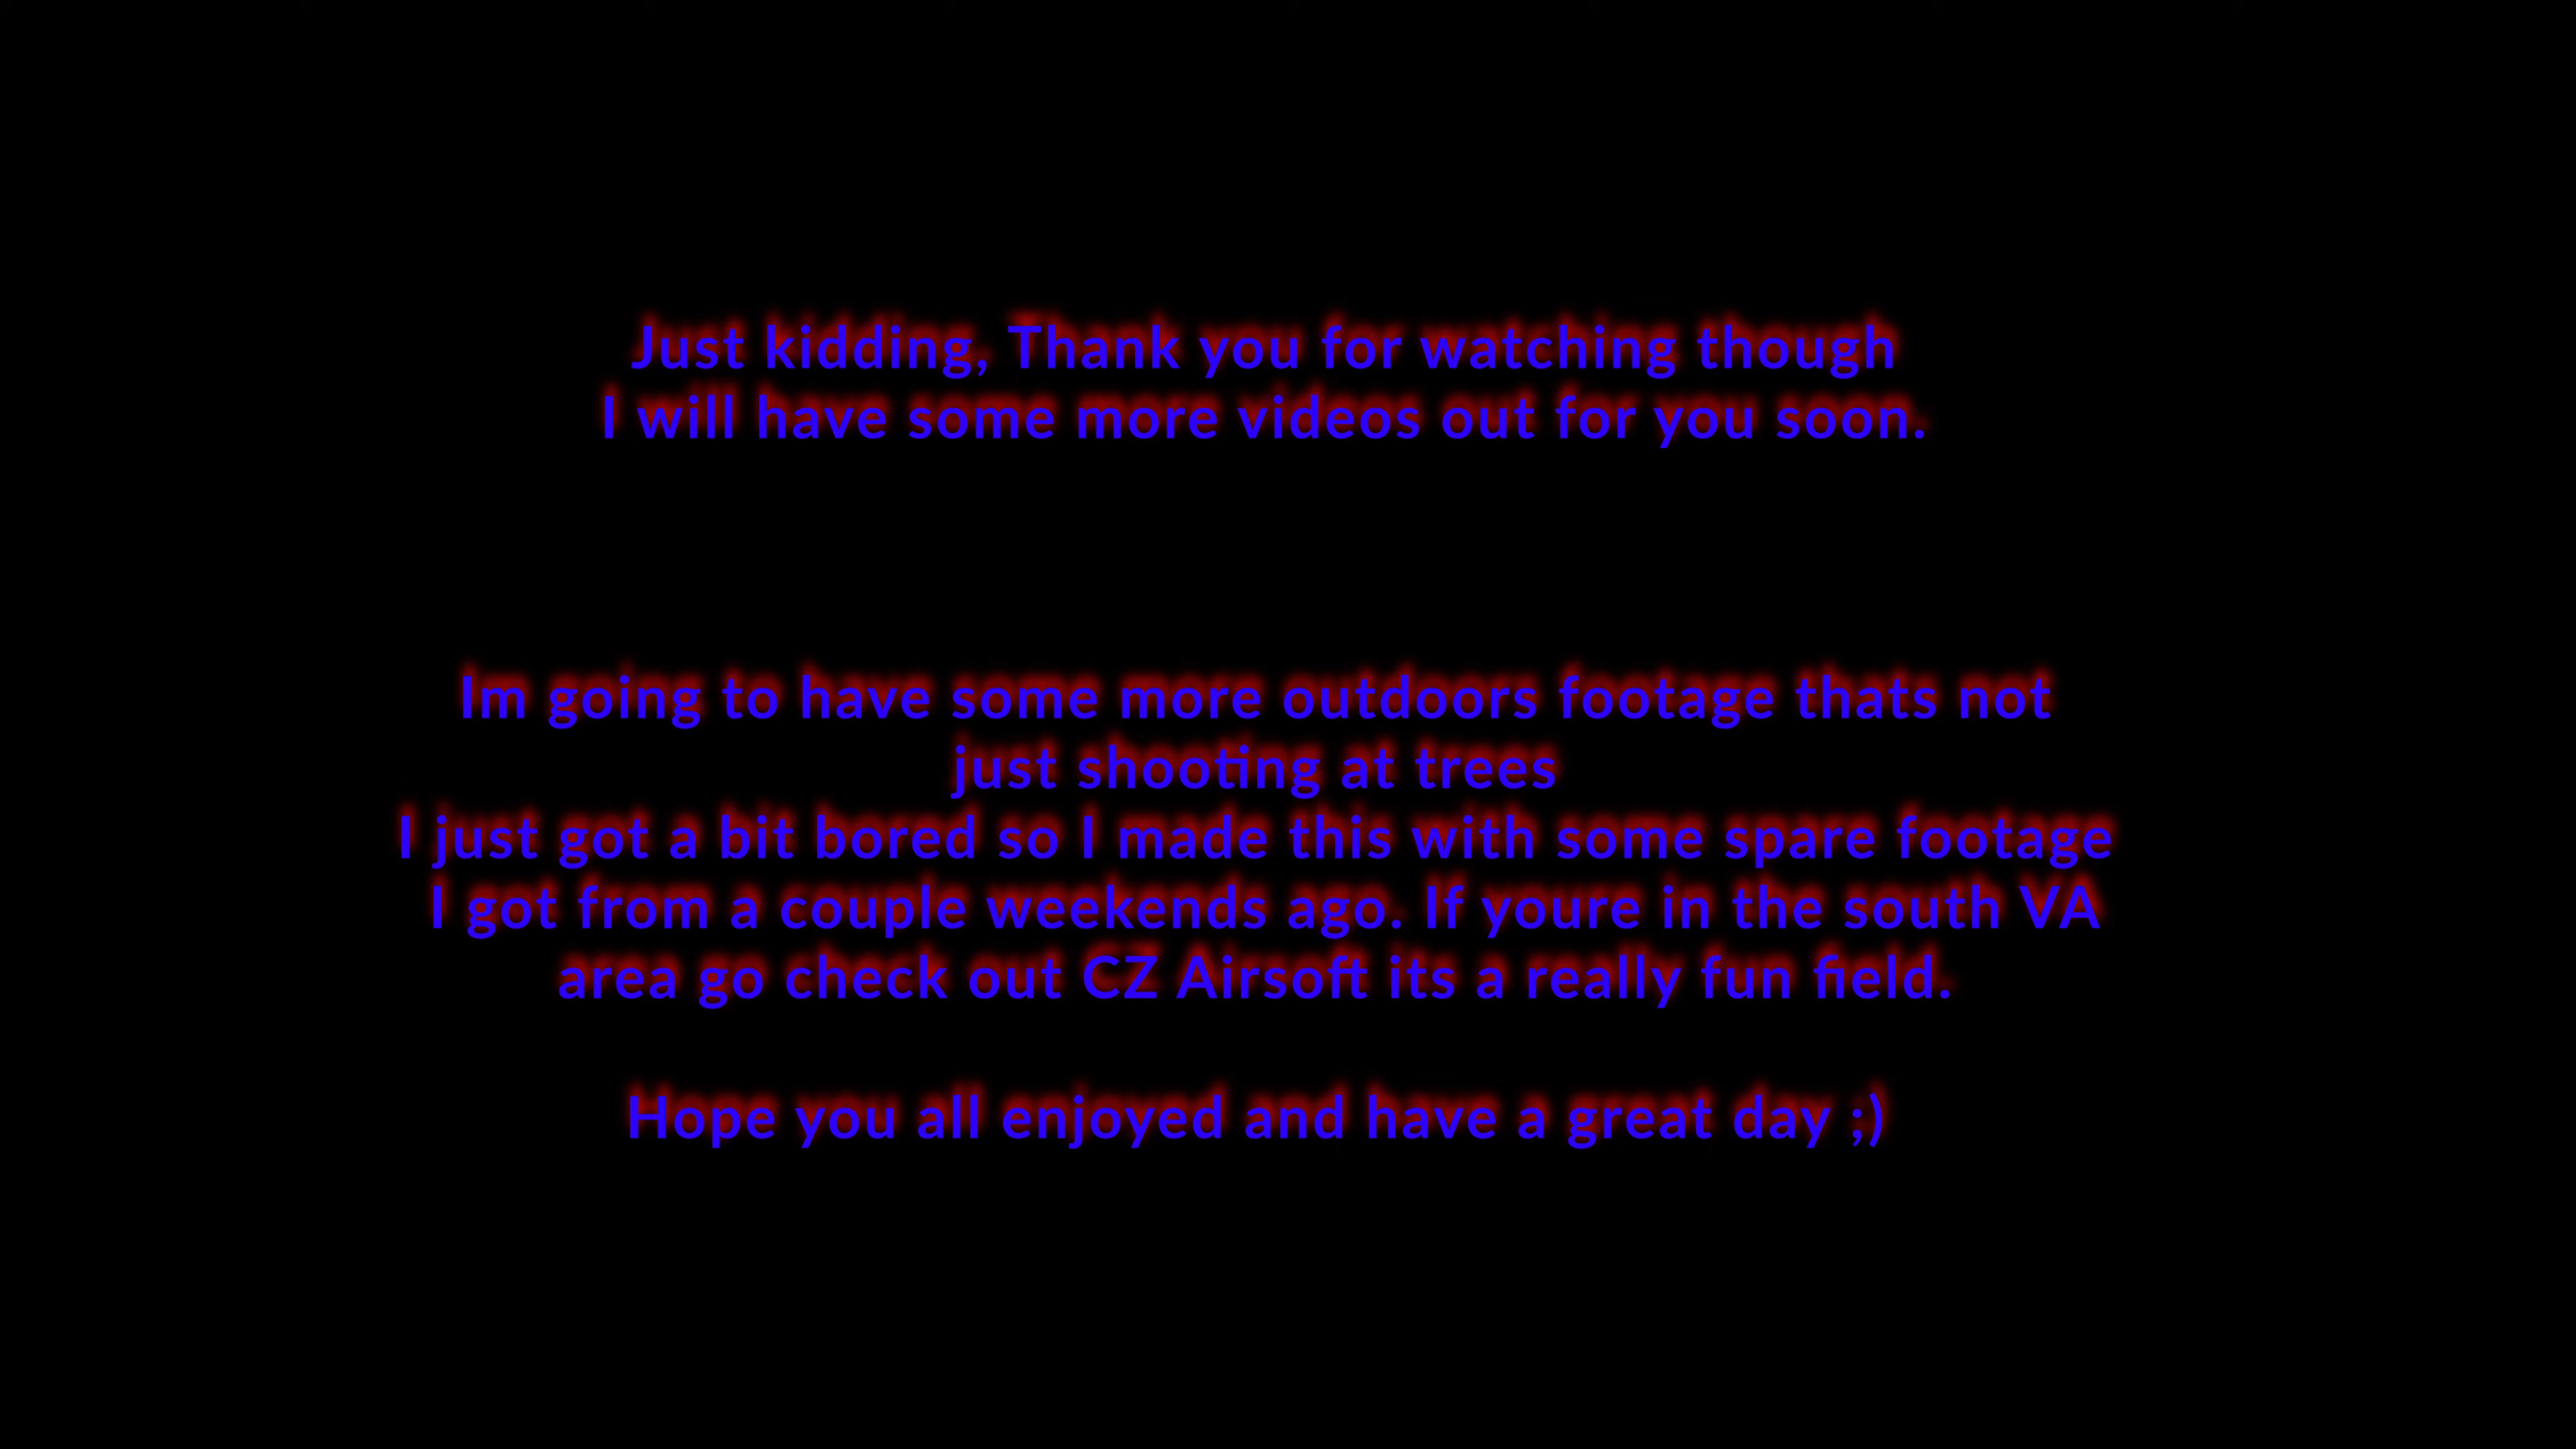 Just kidding, Thank you for watching though
I will have some more videos out for you soon.
Im going to have some more outdoors footage thats not
just shooting at trees
I just got a bit bored so I made this with some spare footage
I got from a couple weekends ago. If youre in the south VA
area go check out CZ Airsoft its a really fun field.
Hope you all enjoyed and have a great day ;)